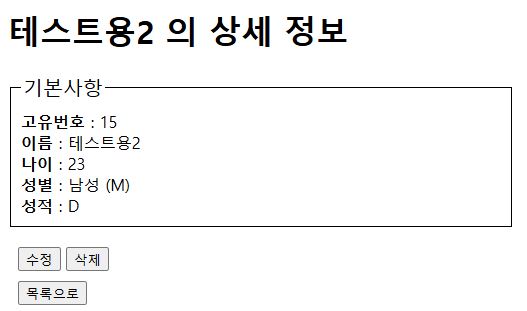 테스트용2 의 상세 정보
기본사항
고유번호 : 15
이름 : 테스트용2
나이 : 23
성별 : 남성 (M)
성적 : D
수정 삭제
목록으로